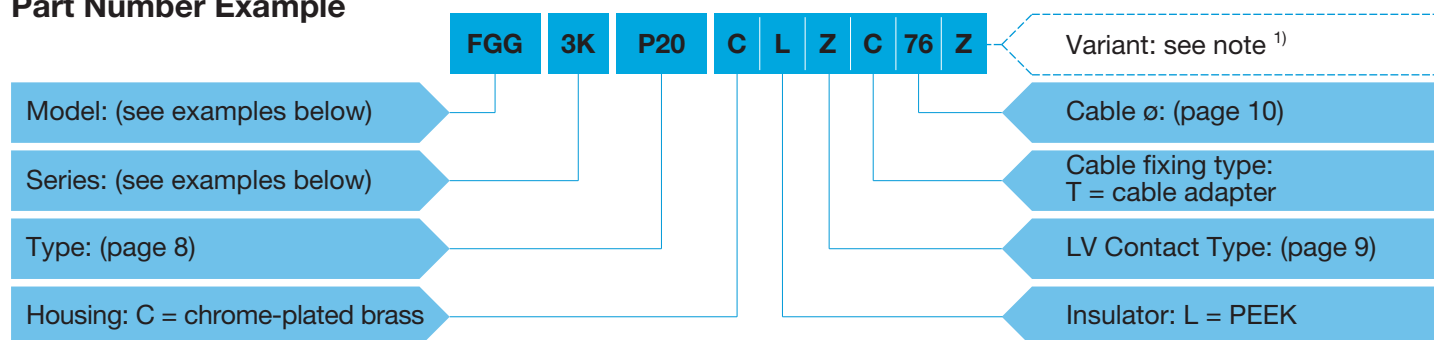 Part Number Example
FGG 3K P20 C L Z C 76 Z
Variant: see note 1)
Model: (see examples below)
Cable ø: (page 10)
Series: (see examples below)
Cable fixing type:
T = cable adapter
Type: (page 8)
LV Contact Type: (page 9)
Housing: C = chrome-plated brass
Insulator: L = PEEK